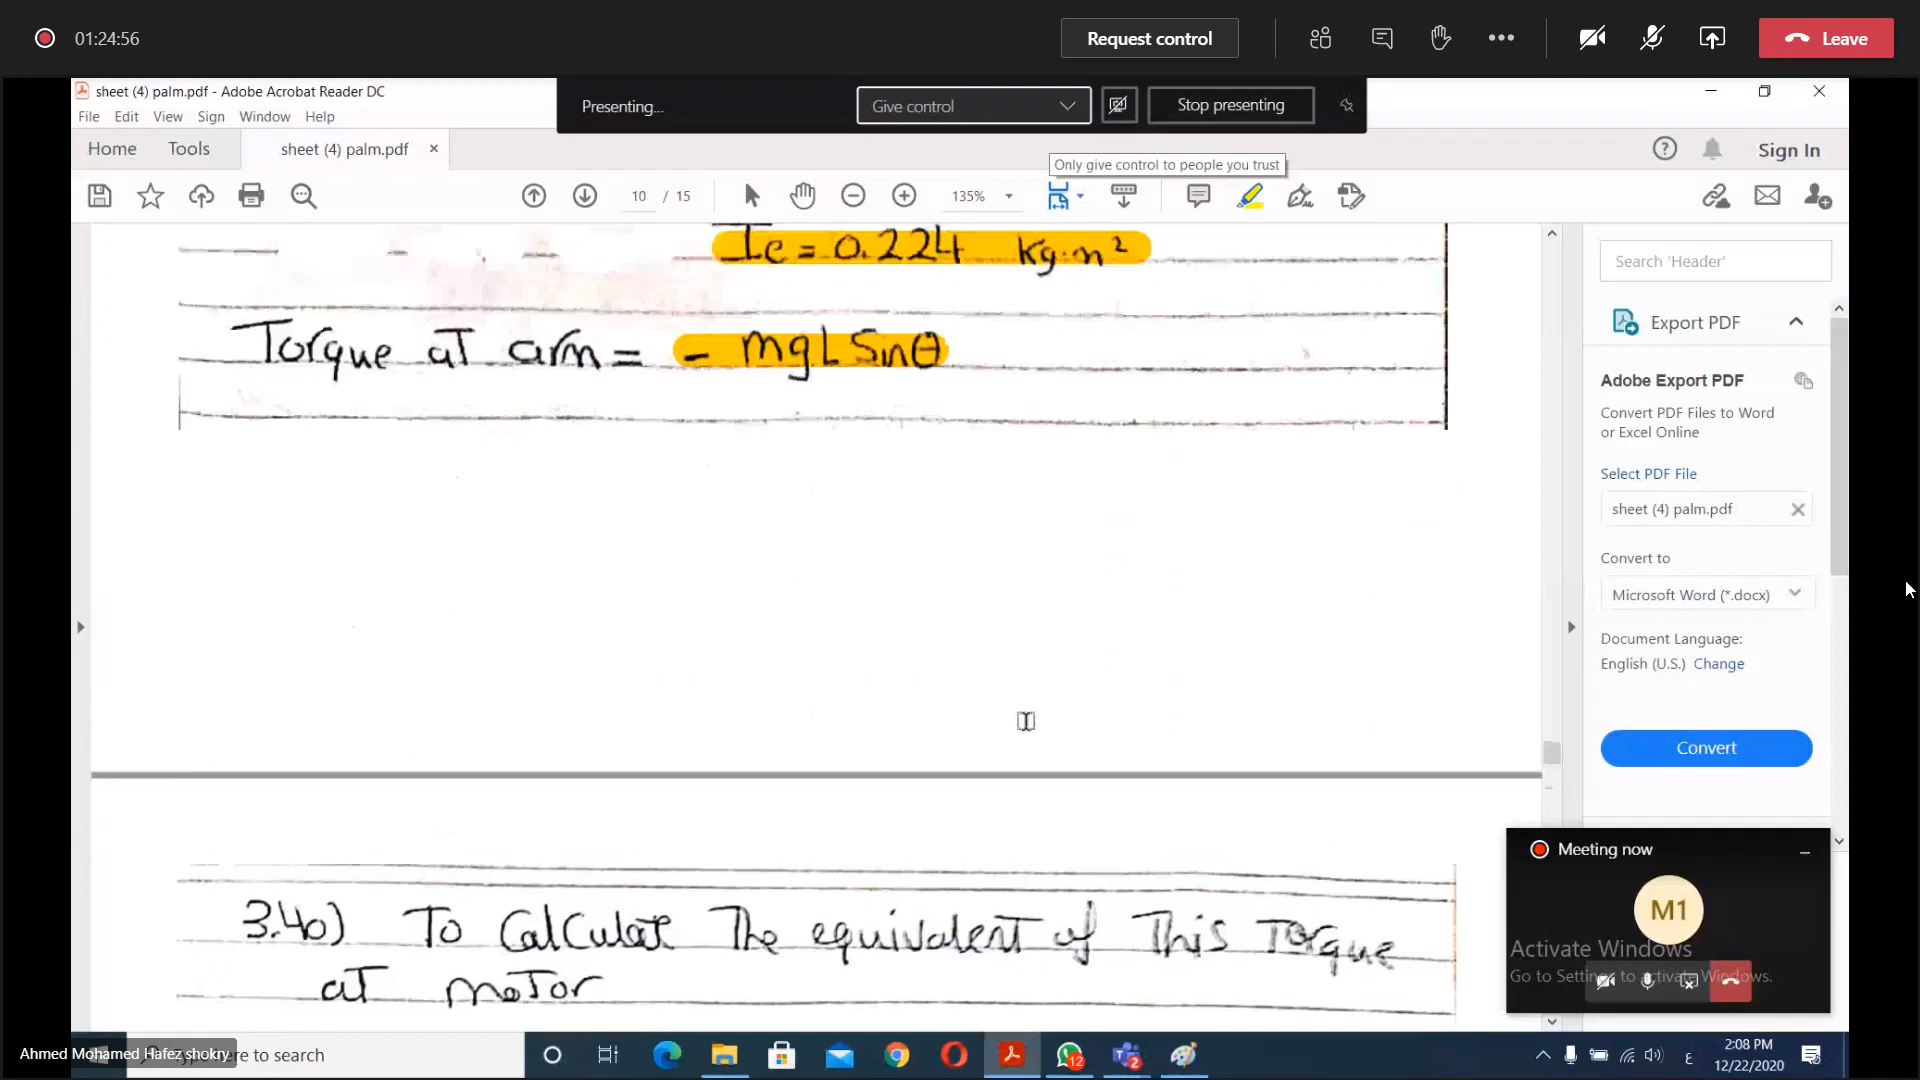 01:24:56
Request control
Leave
sheet (4) palm.pdf - Adobe Acrobat Reader DC
Presenting...
Give control
Stop presenting
File Edit View Sign Window Help
Home Tools sheet (4) palm.pdf
Only give control to people you trust
Sign In
10 / 15
135%
Ie = 0.224 Kg.m²
Torque at arm = - mgL Sinθ
3.40) To Calculate The equivalent of This Torque
at motor
Search 'Header'
Export PDF
Adobe Export PDF
Convert PDF Files to Word
or Excel Online
Select PDF File
sheet (4) palm.pdf
Convert to
Microsoft Word (*.docx)
Document Language:
English (U.S.) Change
Convert
Meeting now
M1
Activate Windows
Go to Settings to activate Windows.
Ahmed Mohamed Hafez shokry
here to search
12
2
ع
2:08 PM
12/22/2020